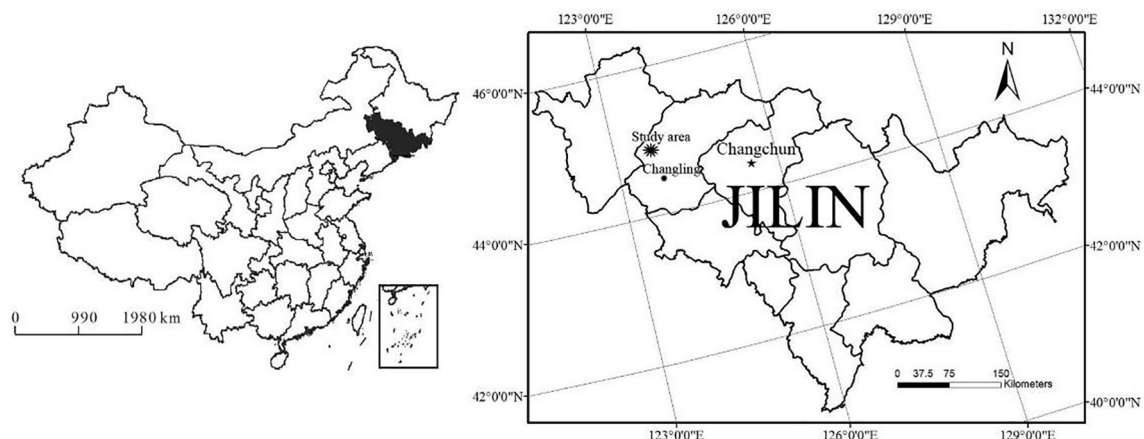 123°0'0"E 126°0'0"E 129°0'0"E 132°0'0"E
N
46°0'0"N
44°0'0"N
Study area
Changchun
Changling
JILIN
44°0'0"N
42°0'0"N
0 990 1980 km
0 37.5 75 150
Kilometers
42°0'0"N
40°0'0"N
123°0'0"E 126°0'0"E 129°0'0"E